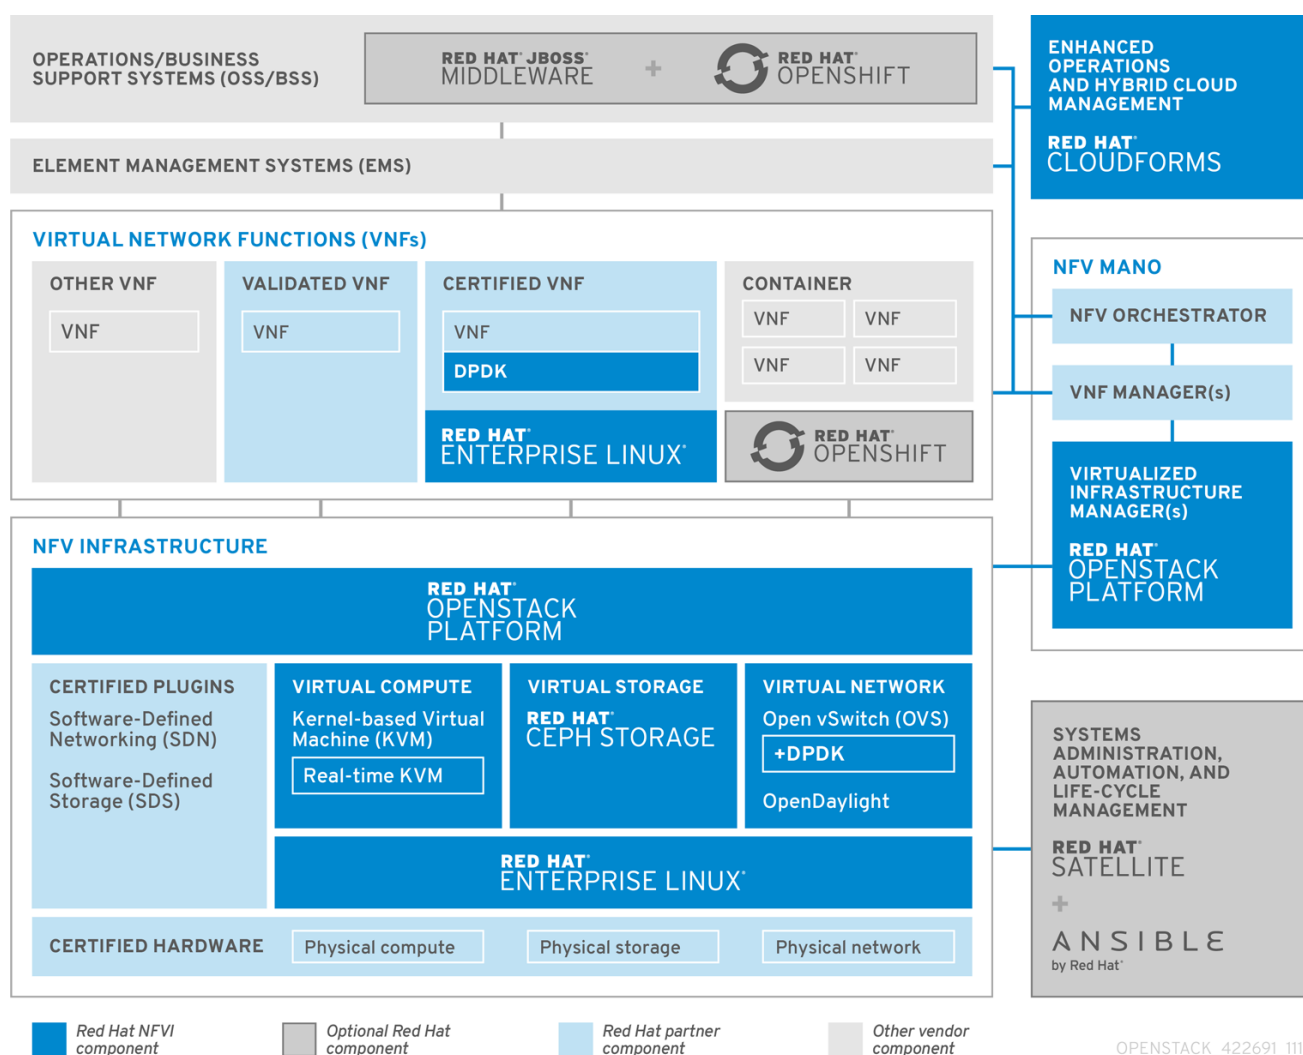 OPERATIONS/BUSINESS
SUPPORT SYSTEMS (OSS/BSS)
RED HAT® JBOSS®
MIDDLEWARE
+
RED HAT®
OPENSHIFT
ENHANCED
OPERATIONS
AND HYBRID CLOUD
MANAGEMENT
RED HAT®
CLOUDFORMS
ELEMENT MANAGEMENT SYSTEMS (EMS)
VIRTUAL NETWORK FUNCTIONS (VNFs)
OTHER VNF
VNF
VALIDATED VNF
VNF
CERTIFIED VNF
VNF
DPDK
RED HAT®
ENTERPRISE LINUX®
CONTAINER
VNF
VNF
VNF
VNF
RED HAT®
OPENSHIFT
NFV MANO
NFV ORCHESTRATOR
VNF MANAGER(s)
VIRTUALIZED
INFRASTRUCTURE
MANAGER(s)
RED HAT®
OPENSTACK
PLATFORM
NFV INFRASTRUCTURE
RED HAT®
OPENSTACK
PLATFORM
CERTIFIED PLUGINS
Software-Defined
Networking (SDN)
Software-Defined
Storage (SDS)
VIRTUAL COMPUTE
Kernel-based Virtual
Machine (KVM)
Real-time KVM
VIRTUAL STORAGE
RED HAT®
CEPH STORAGE
VIRTUAL NETWORK
Open vSwitch (OVS)
+DPDK
OpenDaylight
RED HAT®
ENTERPRISE LINUX®
CERTIFIED HARDWARE
Physical compute
Physical storage
Physical network
SYSTEMS
ADMINISTRATION,
AUTOMATION, AND
LIFE-CYCLE
MANAGEMENT
RED HAT®
SATELLITE
+
ANSIBLE
by Red Hat®
Red Hat NFVI
component
Optional Red Hat
component
Red Hat partner
component
Other vendor
component
OPENSTACK_422691_111